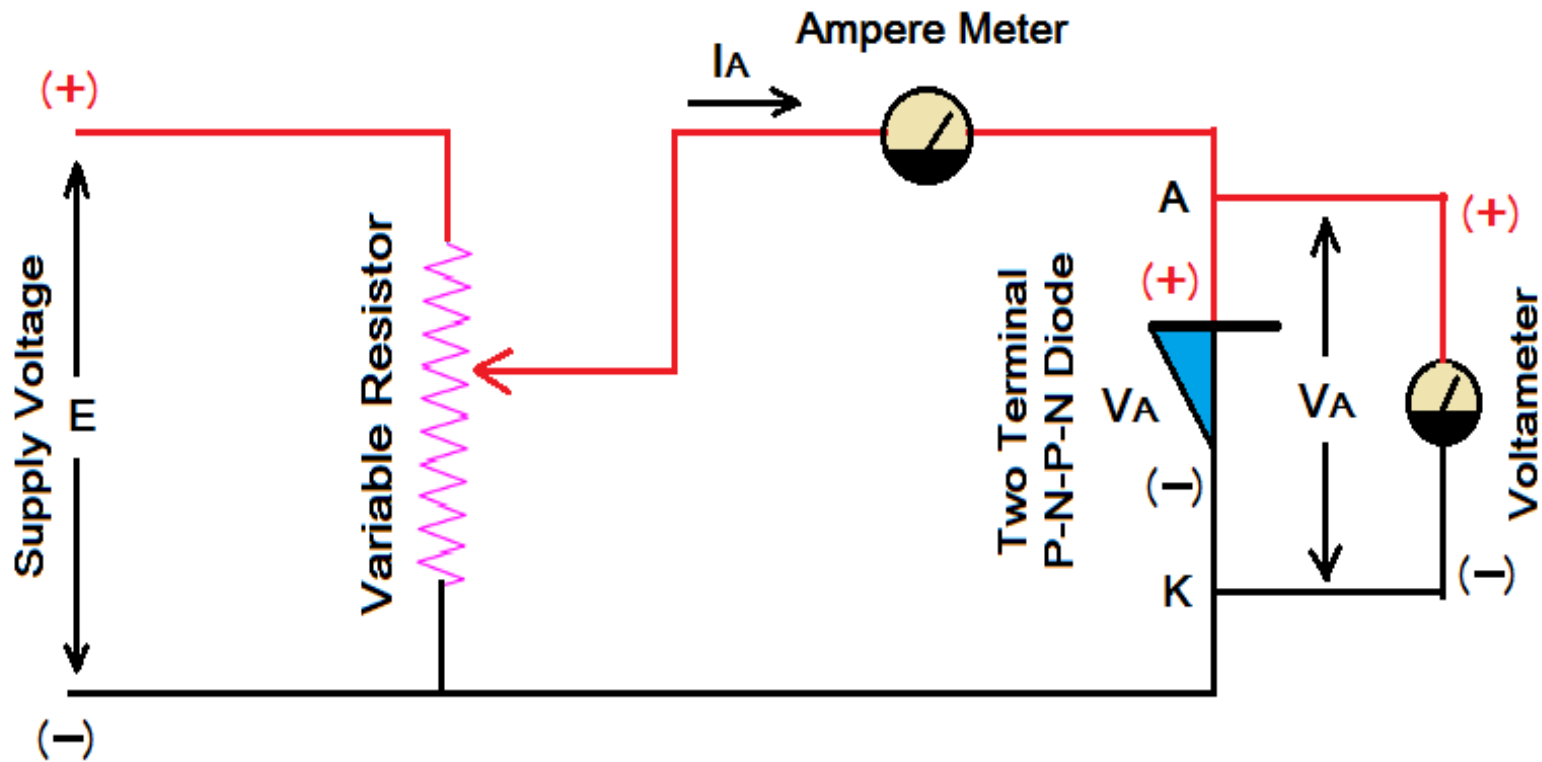 Ampere Meter
IA
(+)
A
(+)
(+)
Supply Voltage
E
Variable Resistor
Two Terminal
P-N-P-N Diode
VA
VA
Voltameter
(−)
K
(−)
(−)